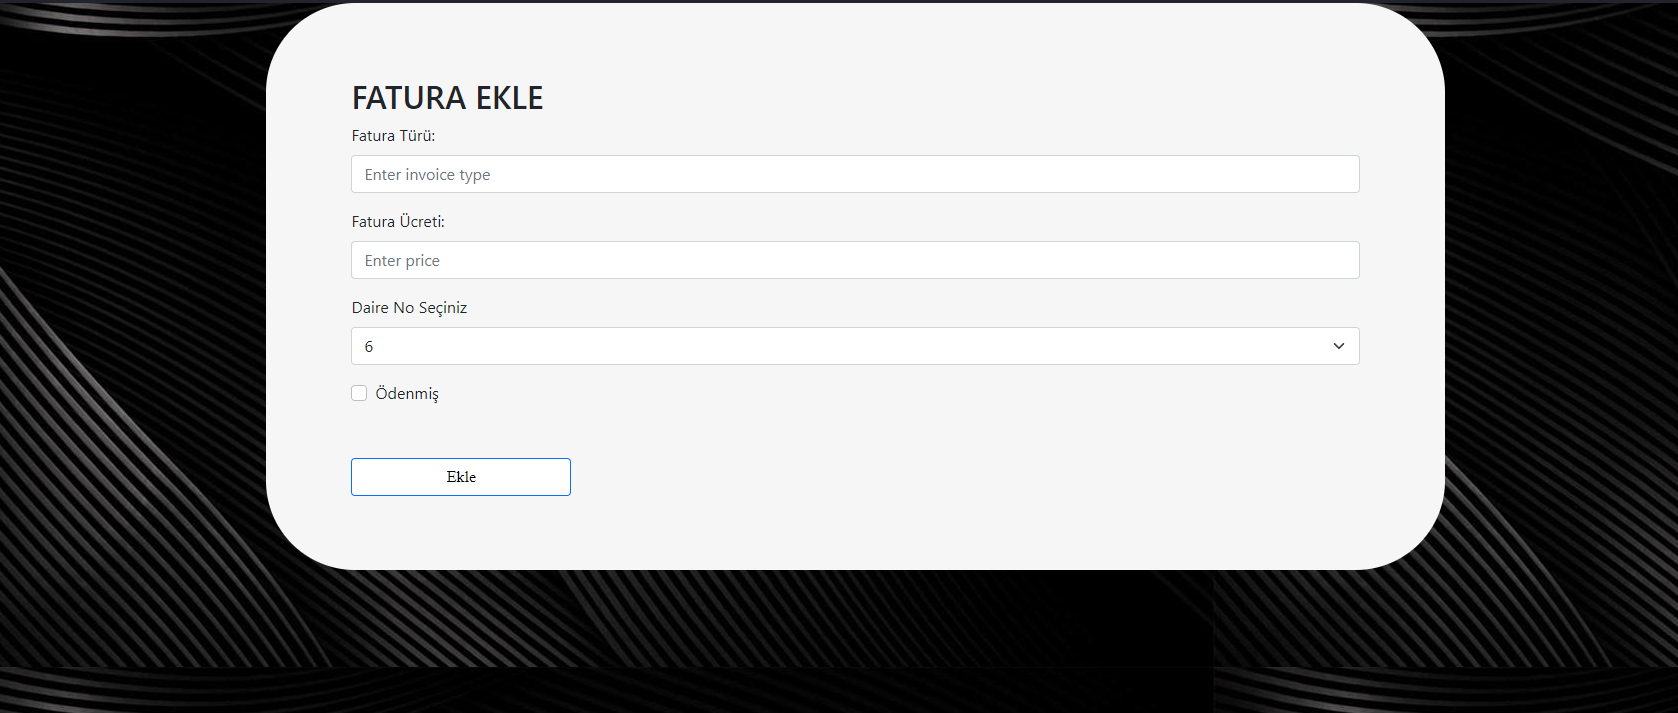 FATURA EKLE
Fatura Türü:
Enter invoice type
Fatura Ücreti:
Enter price
Daire No Seçiniz
6
Ödenmiş
Ekle